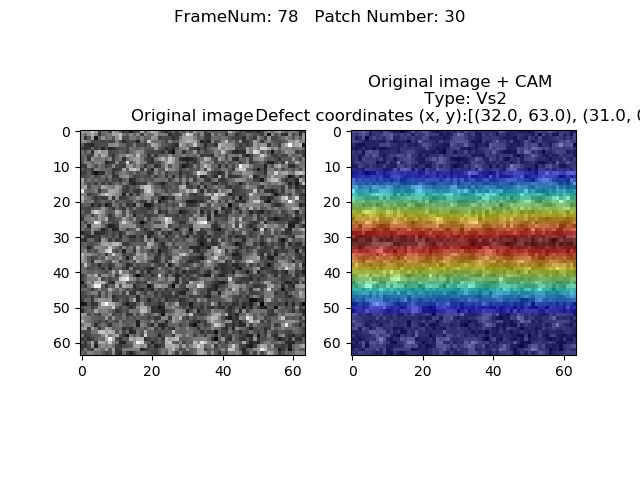 FrameNum: 78   Patch Number: 30
Original image
Original image + CAM
Type: Vs2
Defect coordinates (x, y):[(32.0, 63.0), (31.0,
0
10
20
30
40
50
60
0 20 40 60
0
10
20
30
40
50
60
0 20 40 60